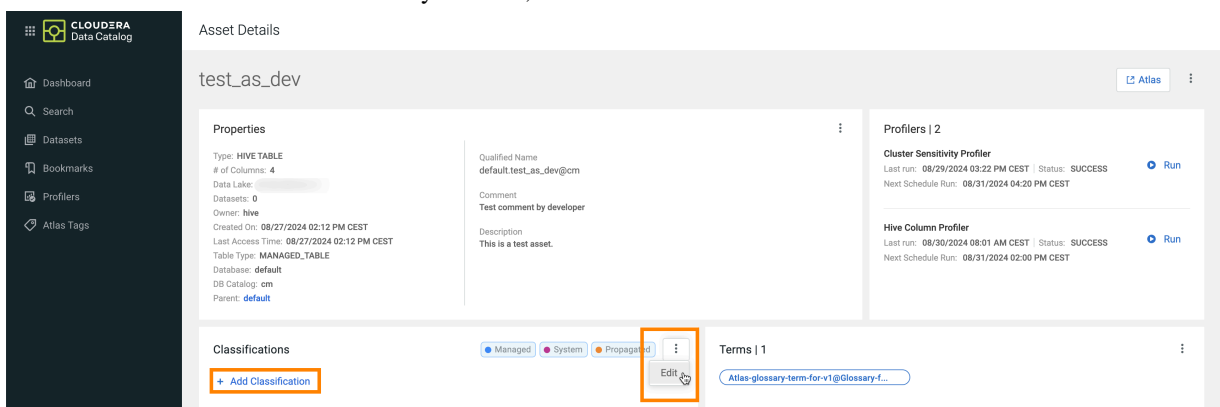 CLOUDERA
Data Catalog
Dashboard
Search
Datasets
Bookmarks
Profilers
Atlas Tags
Asset Details
test_as_dev
Atlas
Properties
Type: HIVE TABLE
# of Columns: 4
Data Lake:
Datasets: 0
Owner: hive
Created On: 08/27/2024 02:12 PM CEST
Last Access Time: 08/27/2024 02:12 PM CEST
Table Type: MANAGED_TABLE
Database: default
DB Catalog: cm
Parent: default
Qualified Name
default.test_as_dev@cm
Comment
Test comment by developer
Description
This is a test asset.
Profilers | 2
Cluster Sensitivity Profiler
Last run: 08/29/2024 03:22 PM CEST | Status: SUCCESS
Next Schedule Run: 08/31/2024 04:20 PM CEST
Run
Hive Column Profiler
Last run: 08/30/2024 08:01 AM CEST | Status: SUCCESS
Next Schedule Run: 08/31/2024 02:00 PM CEST
Run
Classifications
Managed System Propagated
Edit
+ Add Classification
Terms | 1
Atlas-glossary-term-for-v1@Glossary-f...